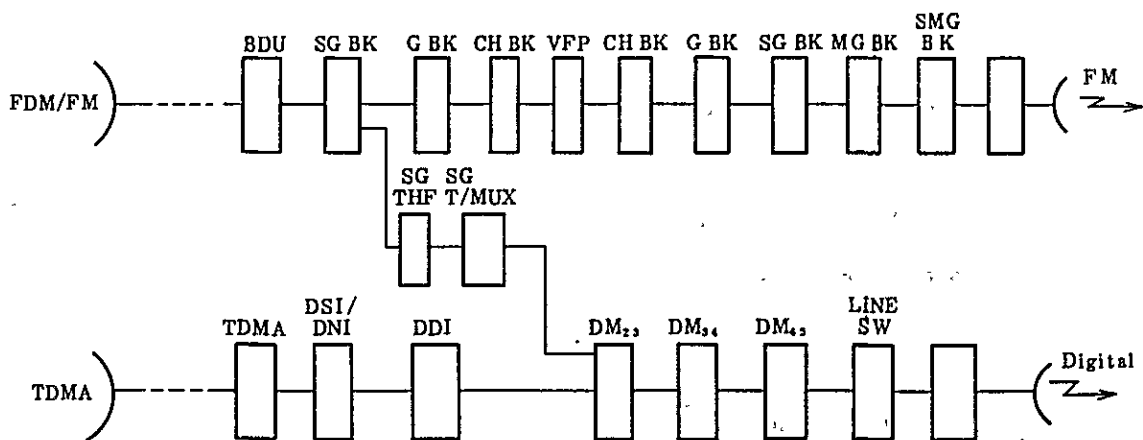 BDU
SG BK
G BK
CH BK
VFP
CH BK
G BK
SG BK
MG BK
SMG
BK
FDM/FM
FM
SG
THF
SG
T/MUX
TDMA
DSI/
DNI
DDI
DM₂₃
DM₃₄
DM₄₅
LINE
SW
TDMA
Digital